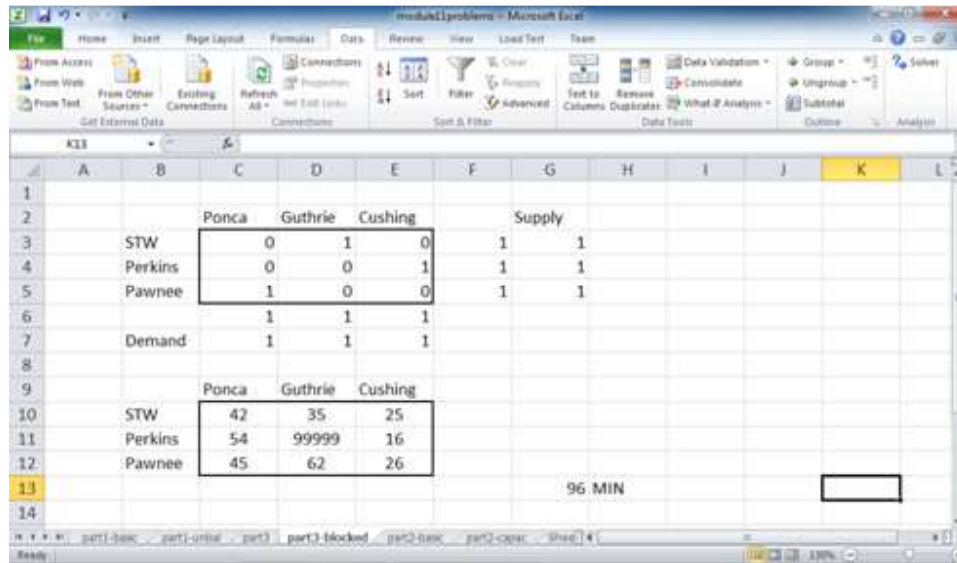 module11problems - Microsoft Excel
File Home Insert Page Layout Formulas Data Review View Load Test Team
From Access
From Web
From Text
From Other Sources
Existing Connections
Get External Data
Refresh All
Connections
Properties
Edit Links
Connections
Sort
Filter
Clear
Reapply
Advanced
Sort & Filter
Text to Columns
Remove Duplicates
Data Validation
Consolidate
What-If Analysis
Data Tools
Group
Ungroup
Subtotal
Outline
Solver
Analysis
K13 fx
A B C D E F G H I J K L
1
2 Ponca Guthrie Cushing Supply
3 STW 0 1 0 1 1
4 Perkins 0 0 1 1 1
5 Pawnee 1 0 0 1 1
6 1 1 1
7 Demand 1 1 1
8
9 Ponca Guthrie Cushing
10 STW 42 35 25
11 Perkins 54 99999 16
12 Pawnee 45 62 26
13 96 MIN
14
part1-basic part1-unbal part3 part3-blocked part2-basic part2-capac
Ready 130%